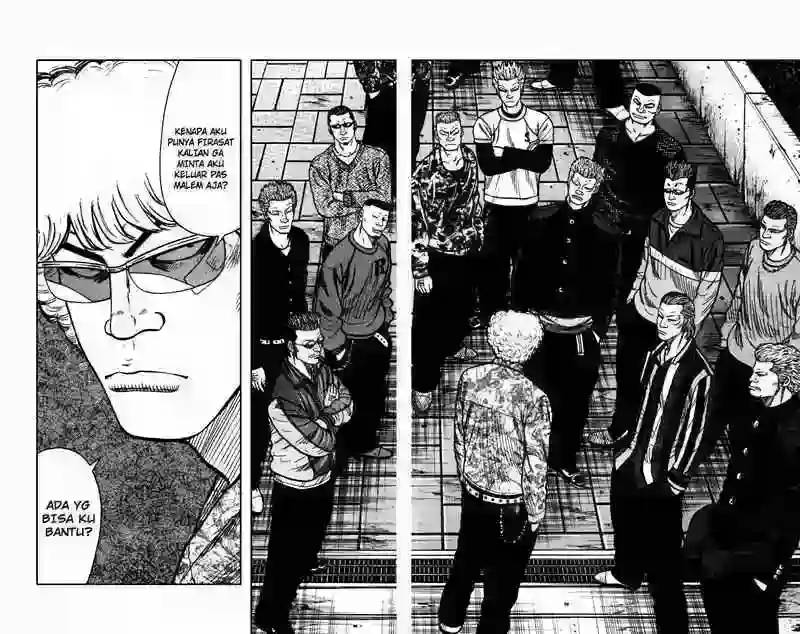 KENAPA AKU
PUNYA FIRASAT
KALIAN GA
MINTA AKU
KELUAR PAS
MALEM AJA?
ADA YG
BISA KU
BANTU?
R